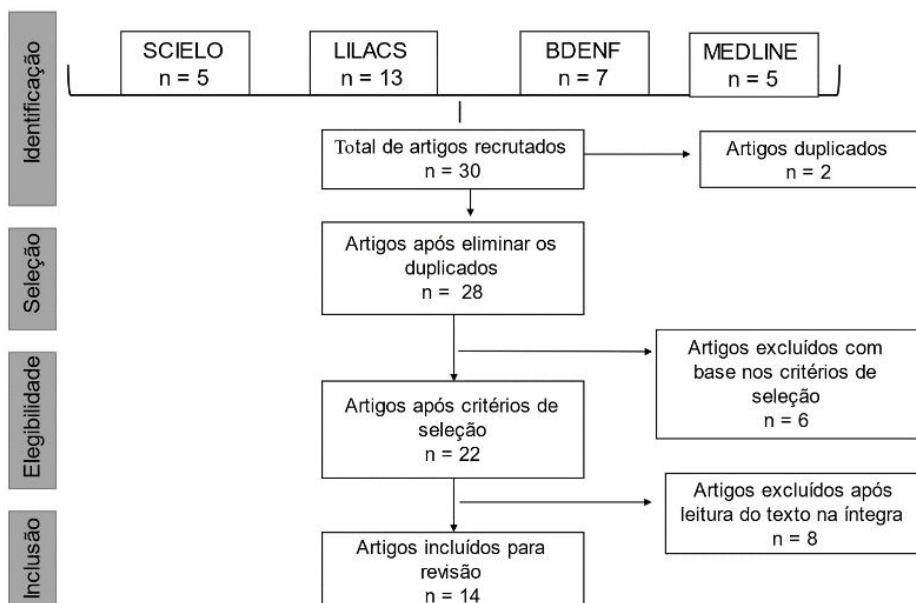 Identificação
SCIELO
n = 5
LILACS
n = 13
BDENF
n = 7
MEDLINE
n = 5
Total de artigos recrutados
n = 30
Artigos duplicados
n = 2
Seleção
Artigos após eliminar os
duplicados
n = 28
Elegibilidade
Artigos excluídos com
base nos critérios de
seleção
n = 6
Artigos após critérios de
seleção
n = 22
Artigos excluídos após
leitura do texto na íntegra
n = 8
Inclusão
Artigos incluídos para
revisão
n = 14